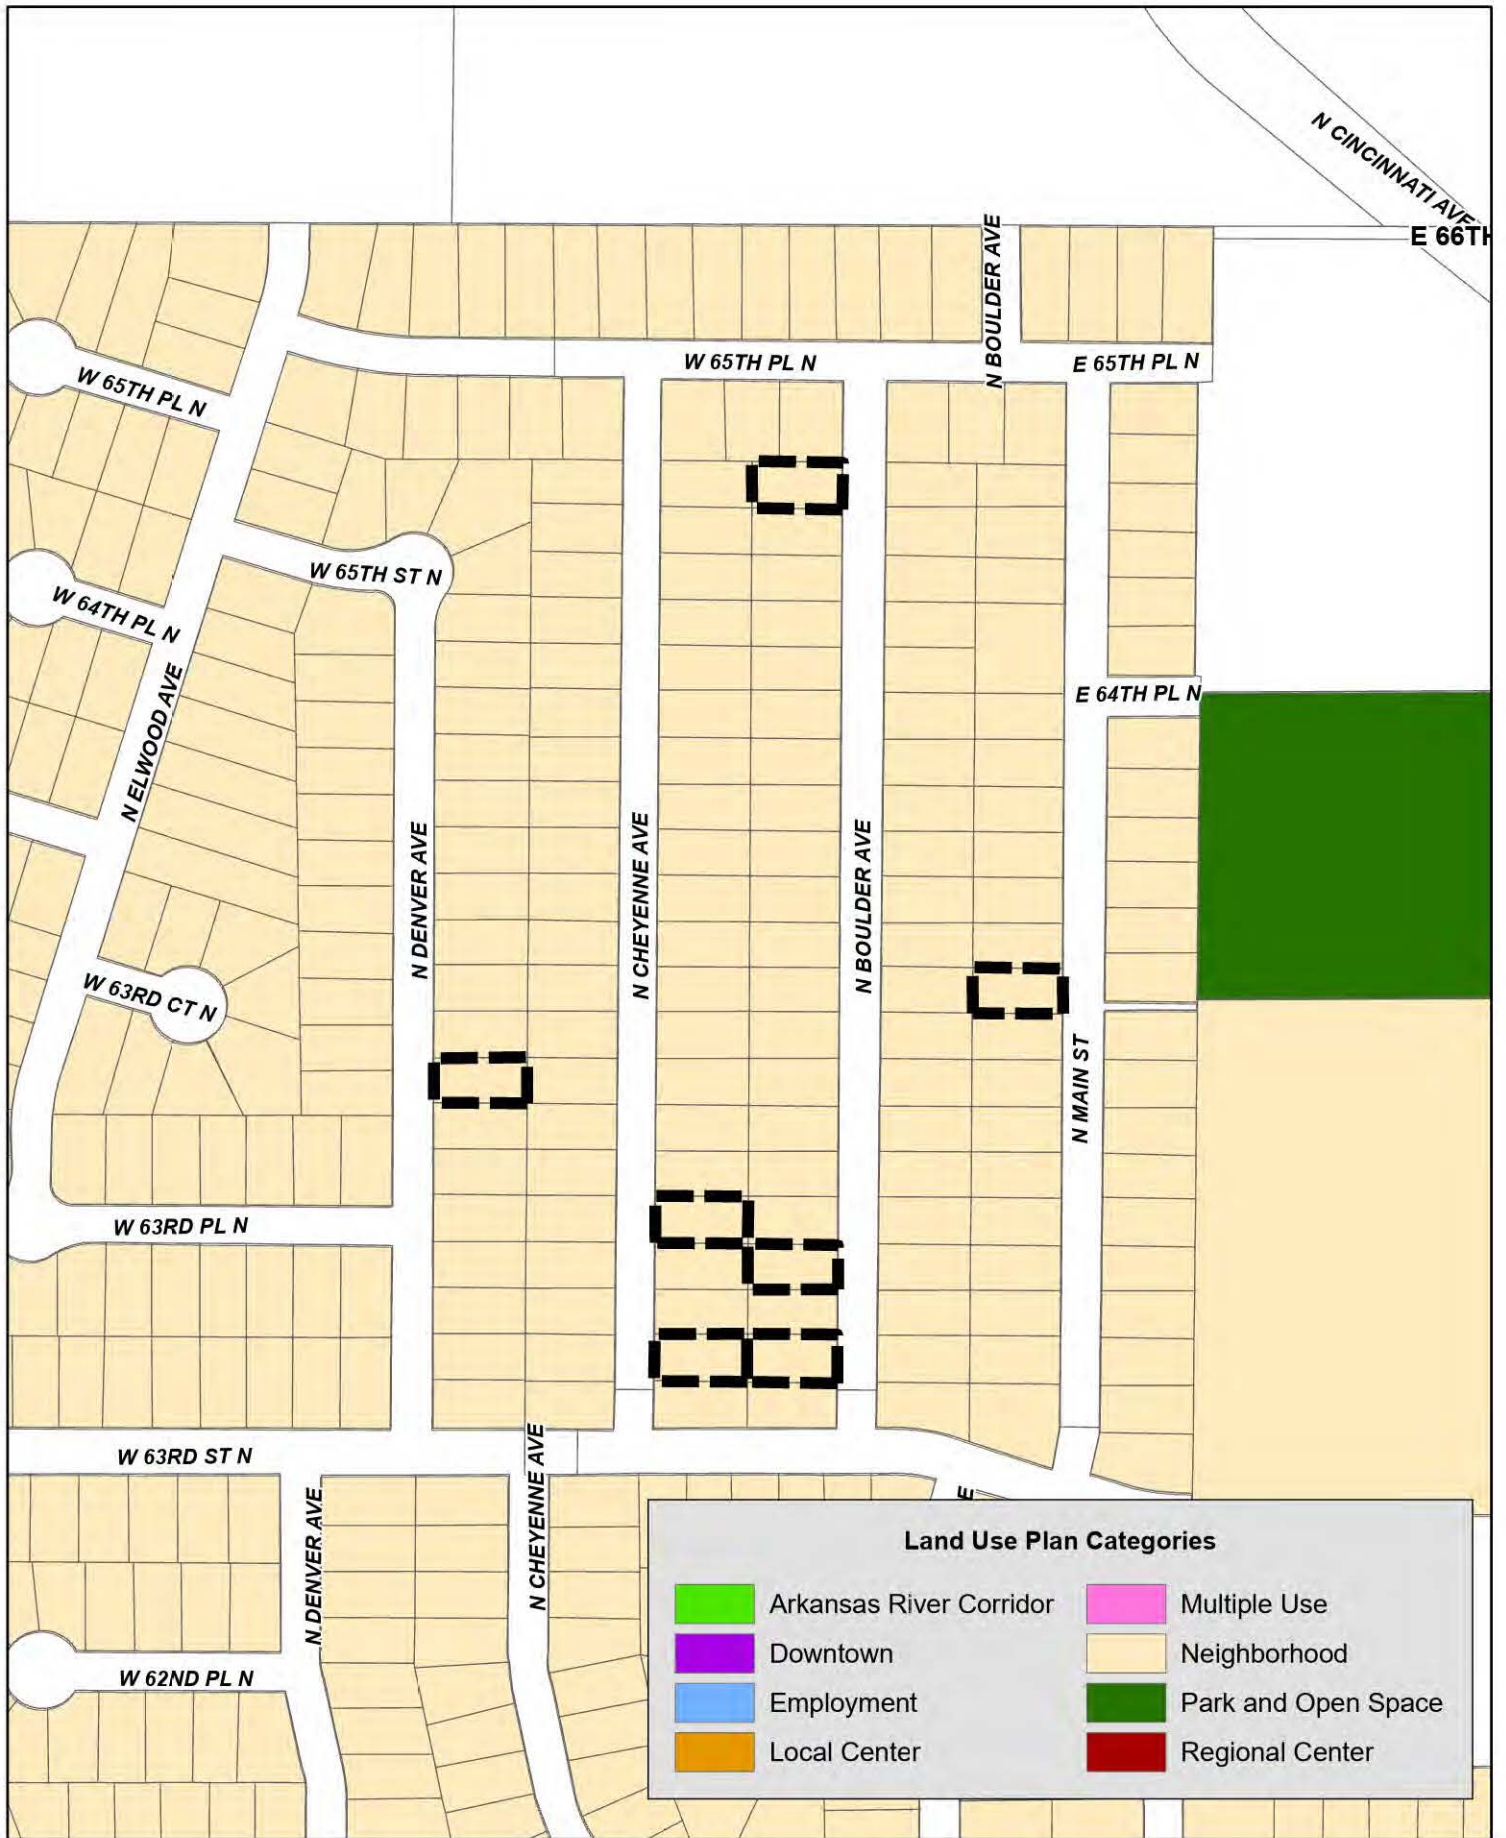 N CINCINNATI AVE
E 66TH
N BOULDER AVE
W 65TH PL N
E 65TH PL N
W 65TH PL N
W 65TH ST N
W 64TH PL N
E 64TH PL N
N ELWOOD AVE
N DENVER AVE
N CHEYENNE AVE
N BOULDER AVE
W 63RD CT N
N MAIN ST
W 63RD PL N
W 63RD ST N
N DENVER AVE
N CHEYENNE AVE
E
W 62ND PL N
Land Use Plan Categories
Arkansas River Corridor
Multiple Use
Downtown
Neighborhood
Employment
Park and Open Space
Local Center
Regional Center